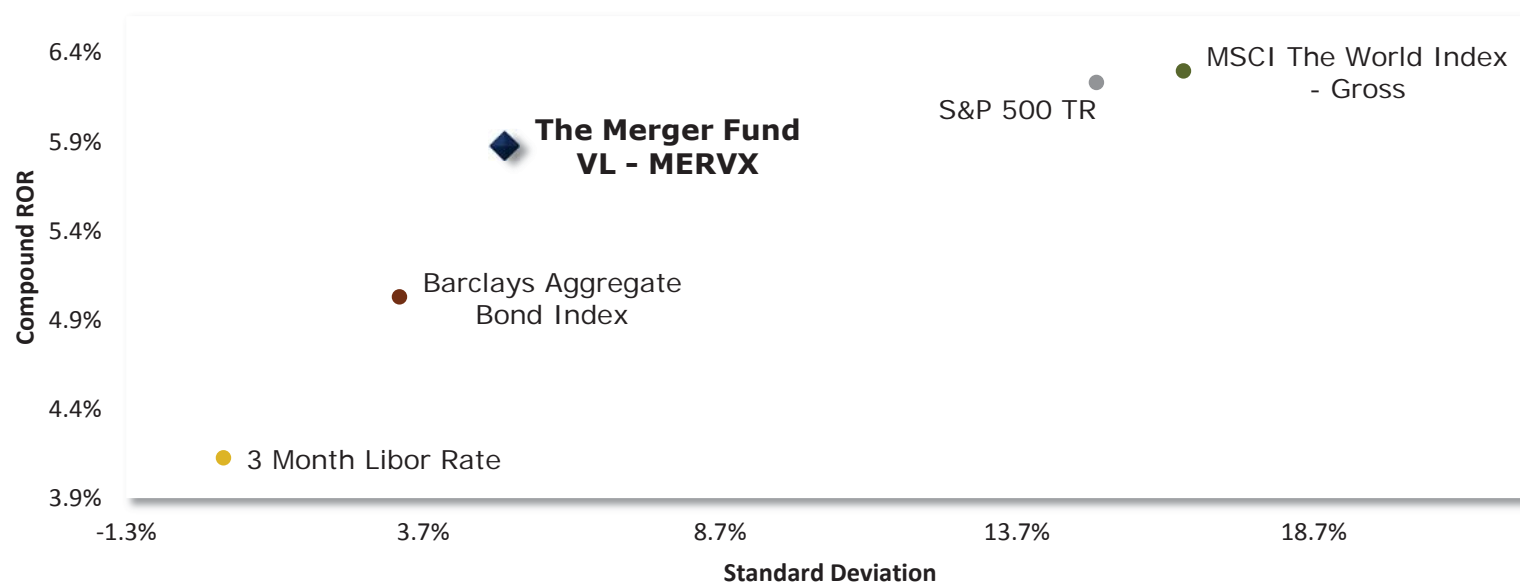 6.4%
MSCI The World Index
- Gross
S&P 500 TR
The Merger Fund
VL - MERVX
5.9%
5.4%
Barclays Aggregate
Bond Index
4.9%
4.4%
3 Month Libor Rate
3.9%
Compound ROR
-1.3%
3.7%
8.7%
13.7%
18.7%
Standard Deviation